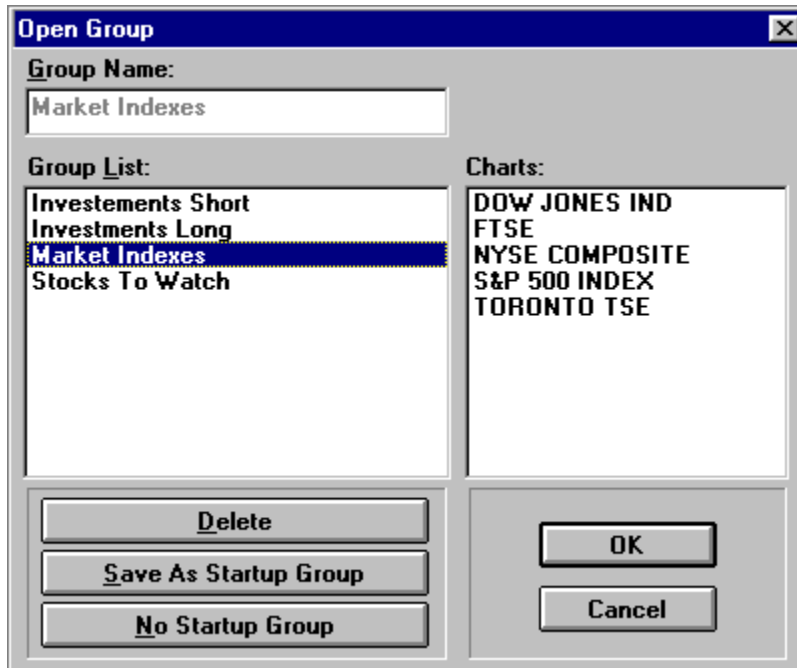 Open Group
Group Name:
Market Indexes
Group List:
Investements Short
Investments Long
Market Indexes
Stocks To Watch
Charts:
DOW JONES IND
FTSE
NYSE COMPOSITE
S&P 500 INDEX
TORONTO TSE
Delete
Save As Startup Group
No Startup Group
OK
Cancel